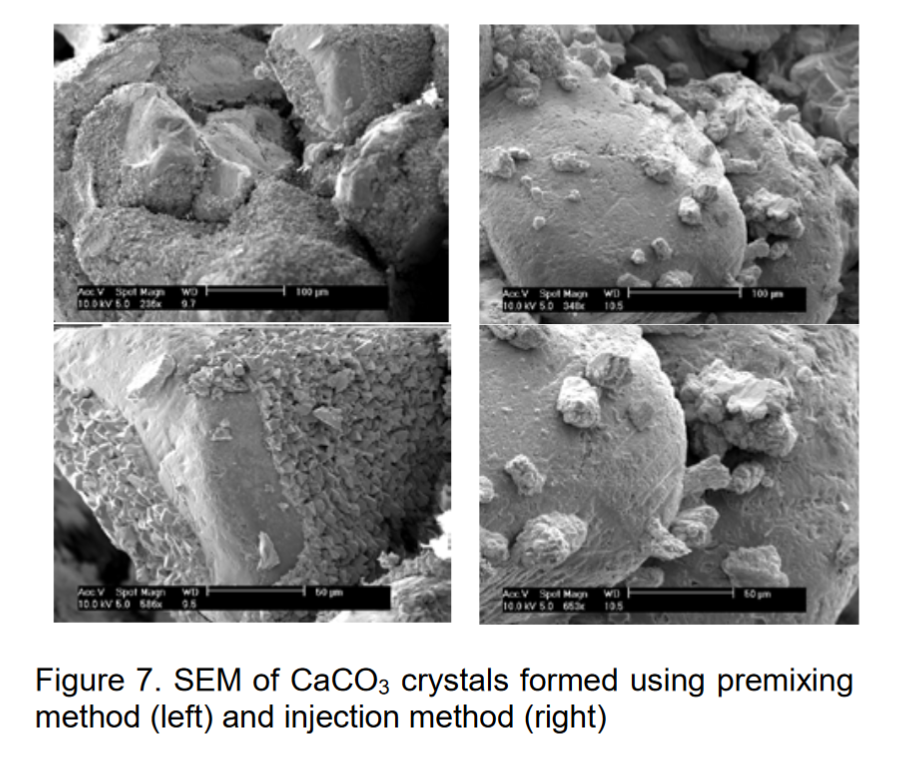 Acc.V Spot Magn WD 100 µm
10.0 kV 5.0 236x 9.7
Acc.V Spot Magn WD 100 µm
10.0 kV 5.0 348x 10.5
Acc.V Spot Magn WD 50 µm
10.0 kV 5.0 586x 9.5
Acc.V Spot Magn WD 50 µm
10.0 kV 5.0 653x 10.5
Figure 7. SEM of CaCO₃ crystals formed using premixing
method (left) and injection method (right)